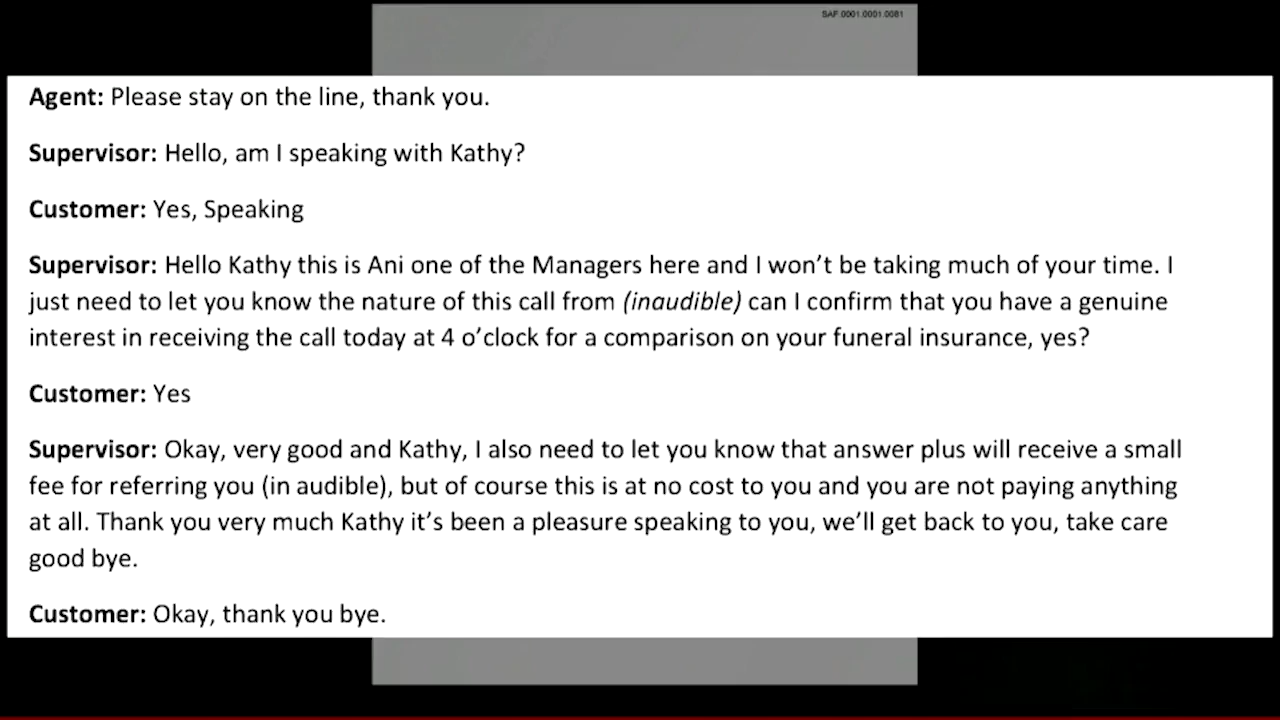 SAF.0001.0001.0081
Agent: Please stay on the line, thank you.
Supervisor: Hello, am I speaking with Kathy?
Customer: Yes, Speaking
Supervisor: Hello Kathy this is Ani one of the Managers here and I won’t be taking much of your time. I
just need to let you know the nature of this call from (inaudible) can I confirm that you have a genuine
interest in receiving the call today at 4 o’clock for a comparison on your funeral insurance, yes?
Customer: Yes
Supervisor: Okay, very good and Kathy, I also need to let you know that answer plus will receive a small
fee for referring you (in audible), but of course this is at no cost to you and you are not paying anything
at all. Thank you very much Kathy it’s been a pleasure speaking to you, we’ll get back to you, take care
good bye.
Customer: Okay, thank you bye.